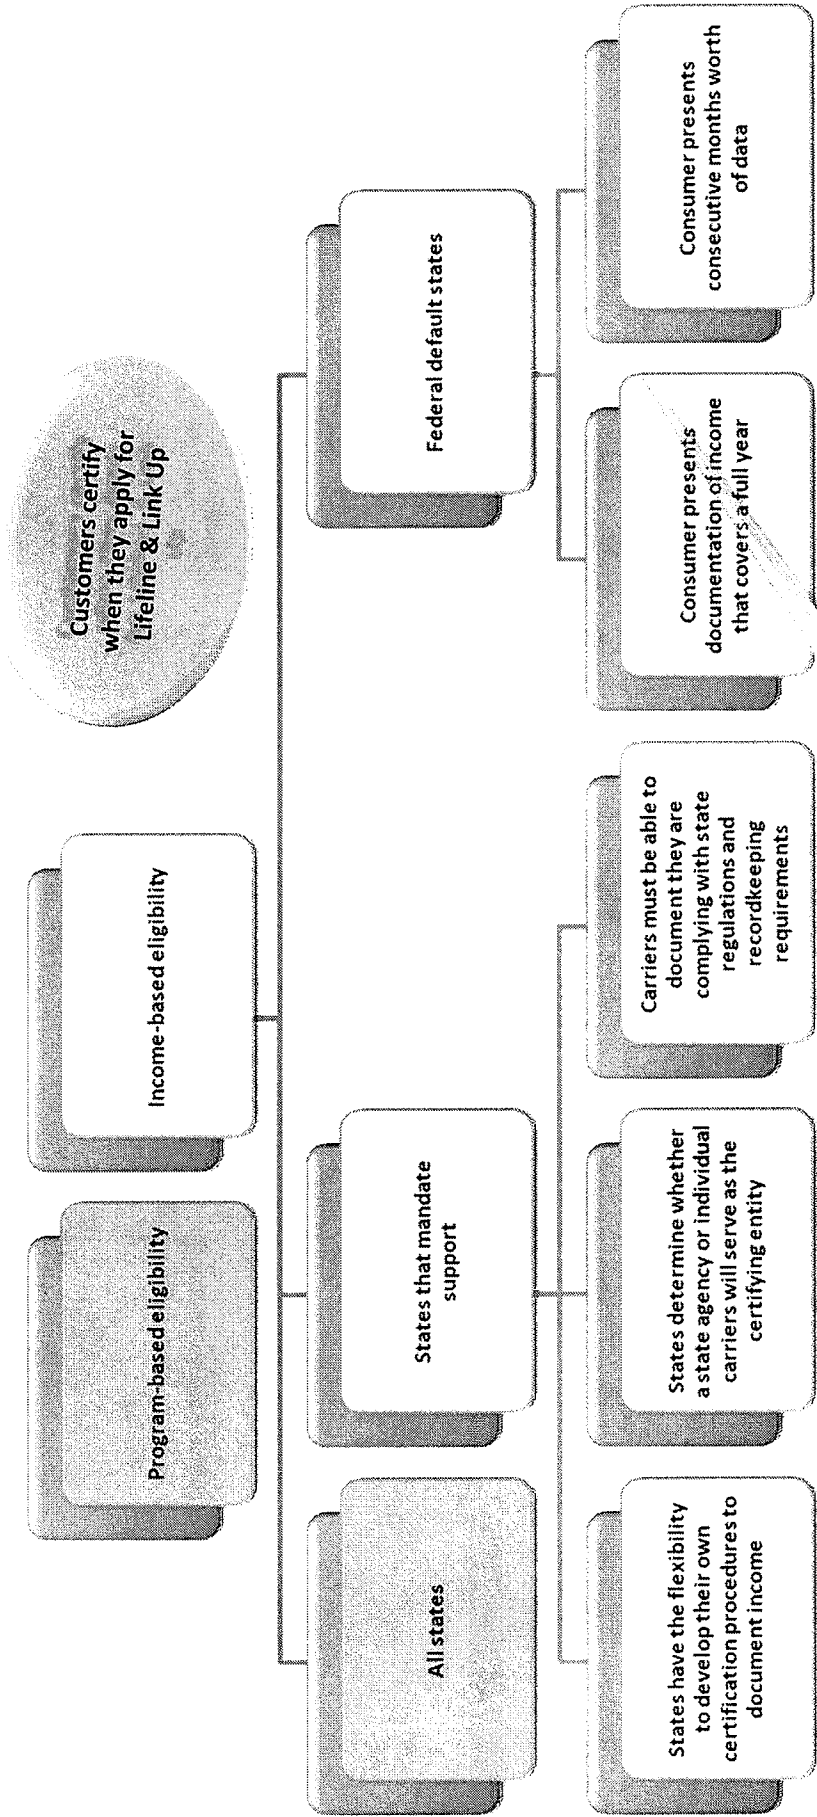 Customers certify
when they apply for
Lifeline & Link Up
Program-based eligibility
Income-based eligibility
All states
States that mandate
support
Federal default states
States have the flexibility
to develop their own
certification procedures to
document income
States determine whether
a state agency or individual
carriers will serve as the
certifying entity
Carriers must be able to
document they are
complying with state
regulations and
recordkeeping
requirements
Consumer presents
documentation of income
that covers a full year
Consumer presents
consecutive months worth
of data